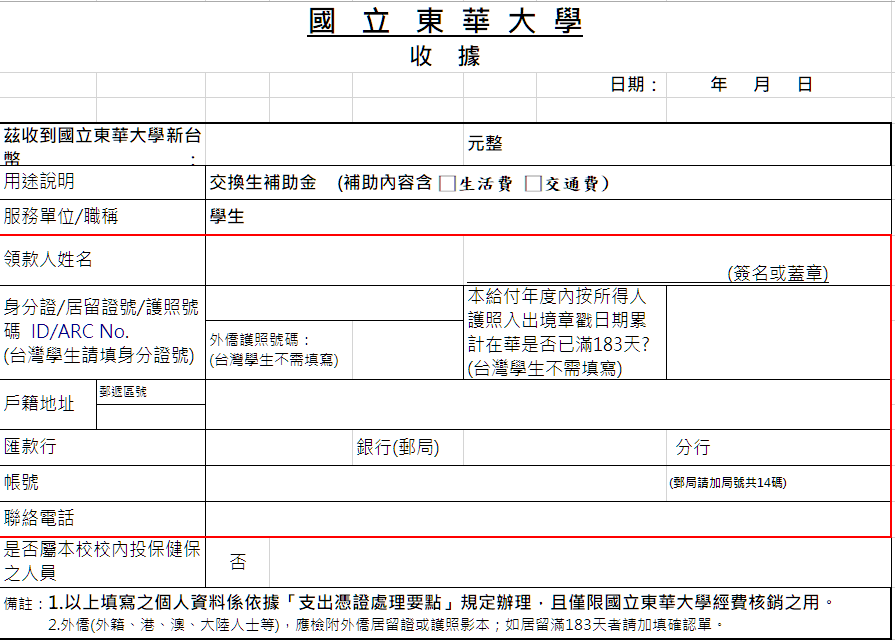 國立東華大學
收據
日期： 年 月 日
茲收到國立東華大學新台
幣 ： 元整
用途說明 交換生補助金 (補助內容含 □生活費 □交通費)
服務單位/職稱 學生
領款人姓名 (簽名或蓋章)
身分證/居留證號/護照號
碼 ID/ARC No.
(台灣學生請填身分證號)
外僑護照號碼：
(台灣學生不需填寫)
本給付年度內按所得人
護照入出境章戳日期累
計在華是否已滿183天?
(台灣學生不需填寫)
戶籍地址 郵遞區號
匯款行 銀行(郵局) 分行
帳號 (郵局請加局號共14碼)
聯絡電話
是否屬本校校內投保健保
之人員 否
備註：1.以上填寫之個人資料係依據「支出憑證處理要點」規定辦理，且僅限國立東華大學經費核銷之用。
2.外僑(外籍、港、澳、大陸人士等)，應檢附外僑居留證或護照影本；如居留滿183天者請加填確認單。